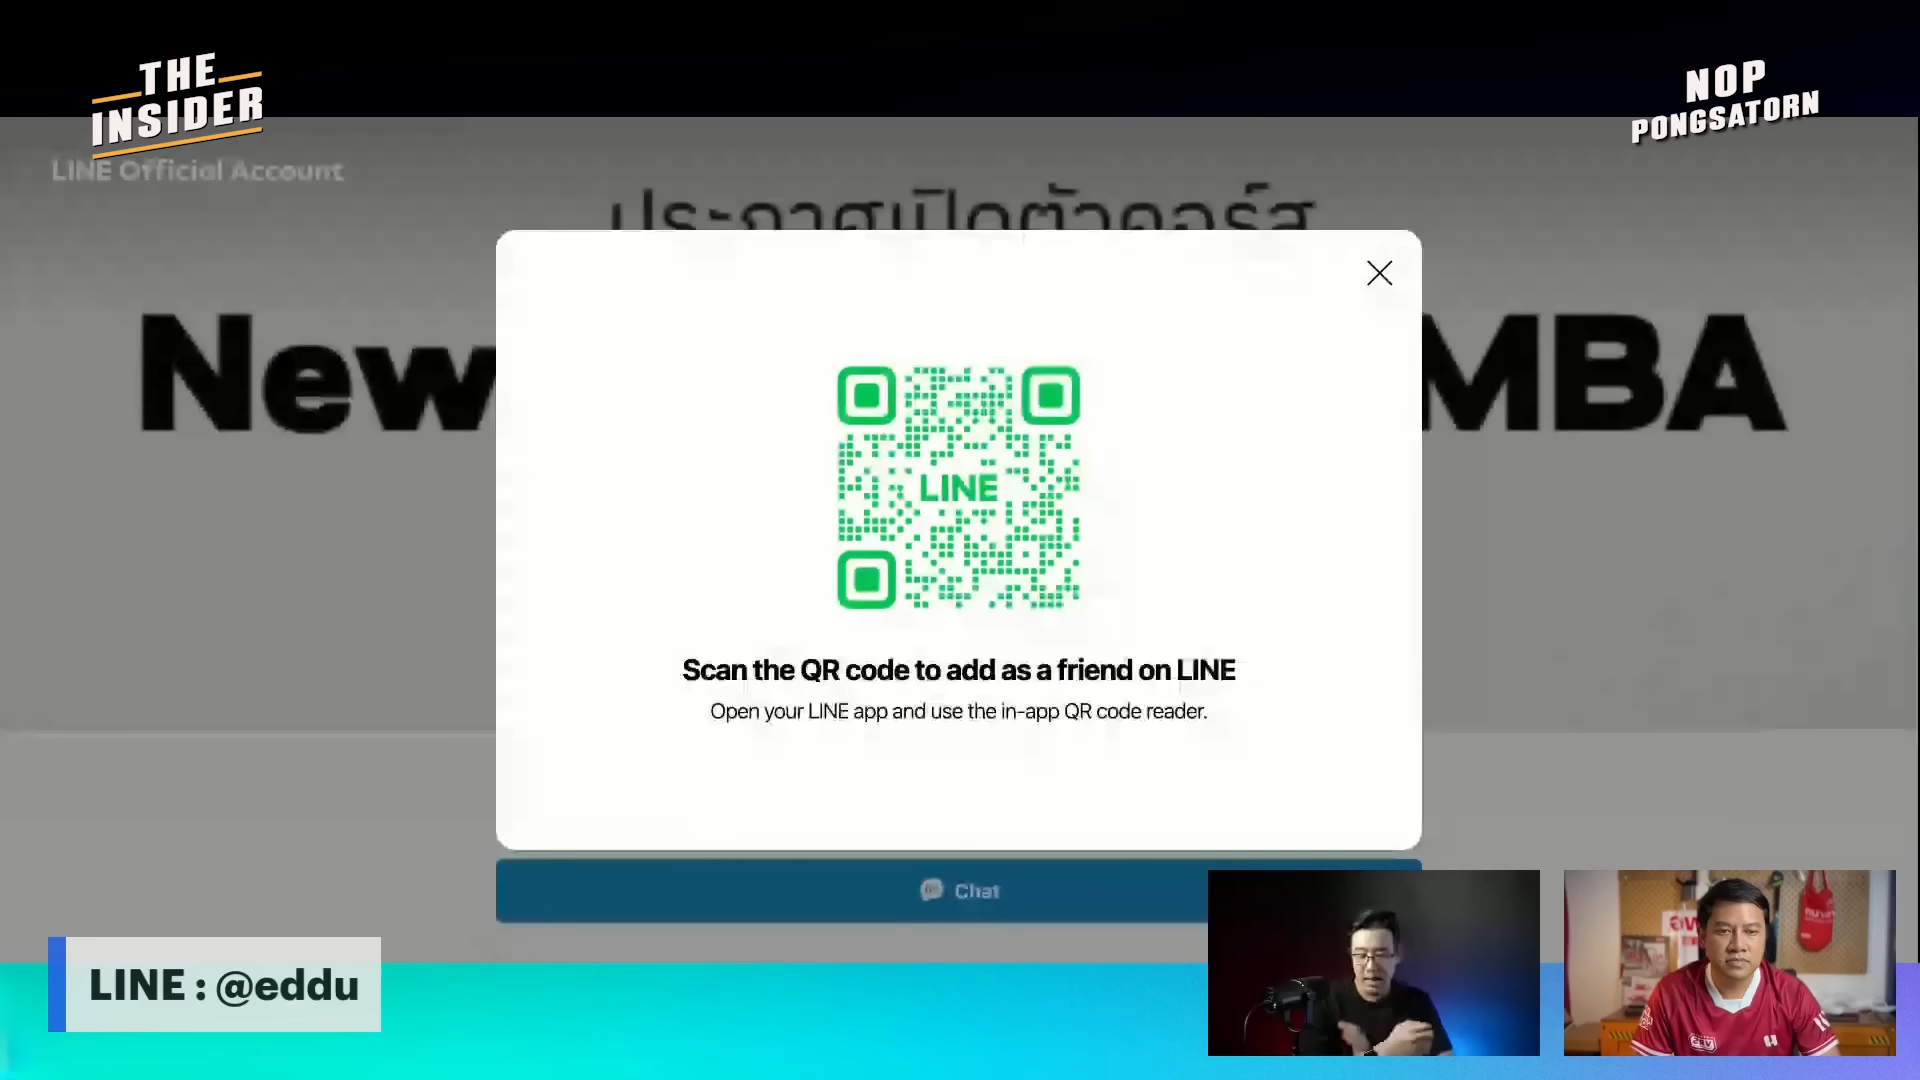 THE
INSIDER
NOP
PONGSATORN
LINE Official Account
ประกาศเปิดตัวคอร์ส
New
MBA
LINE
Scan the QR code to add as a friend on LINE
Open your LINE app and use the in-app QR code reader.
Chat
LINE : @eddu